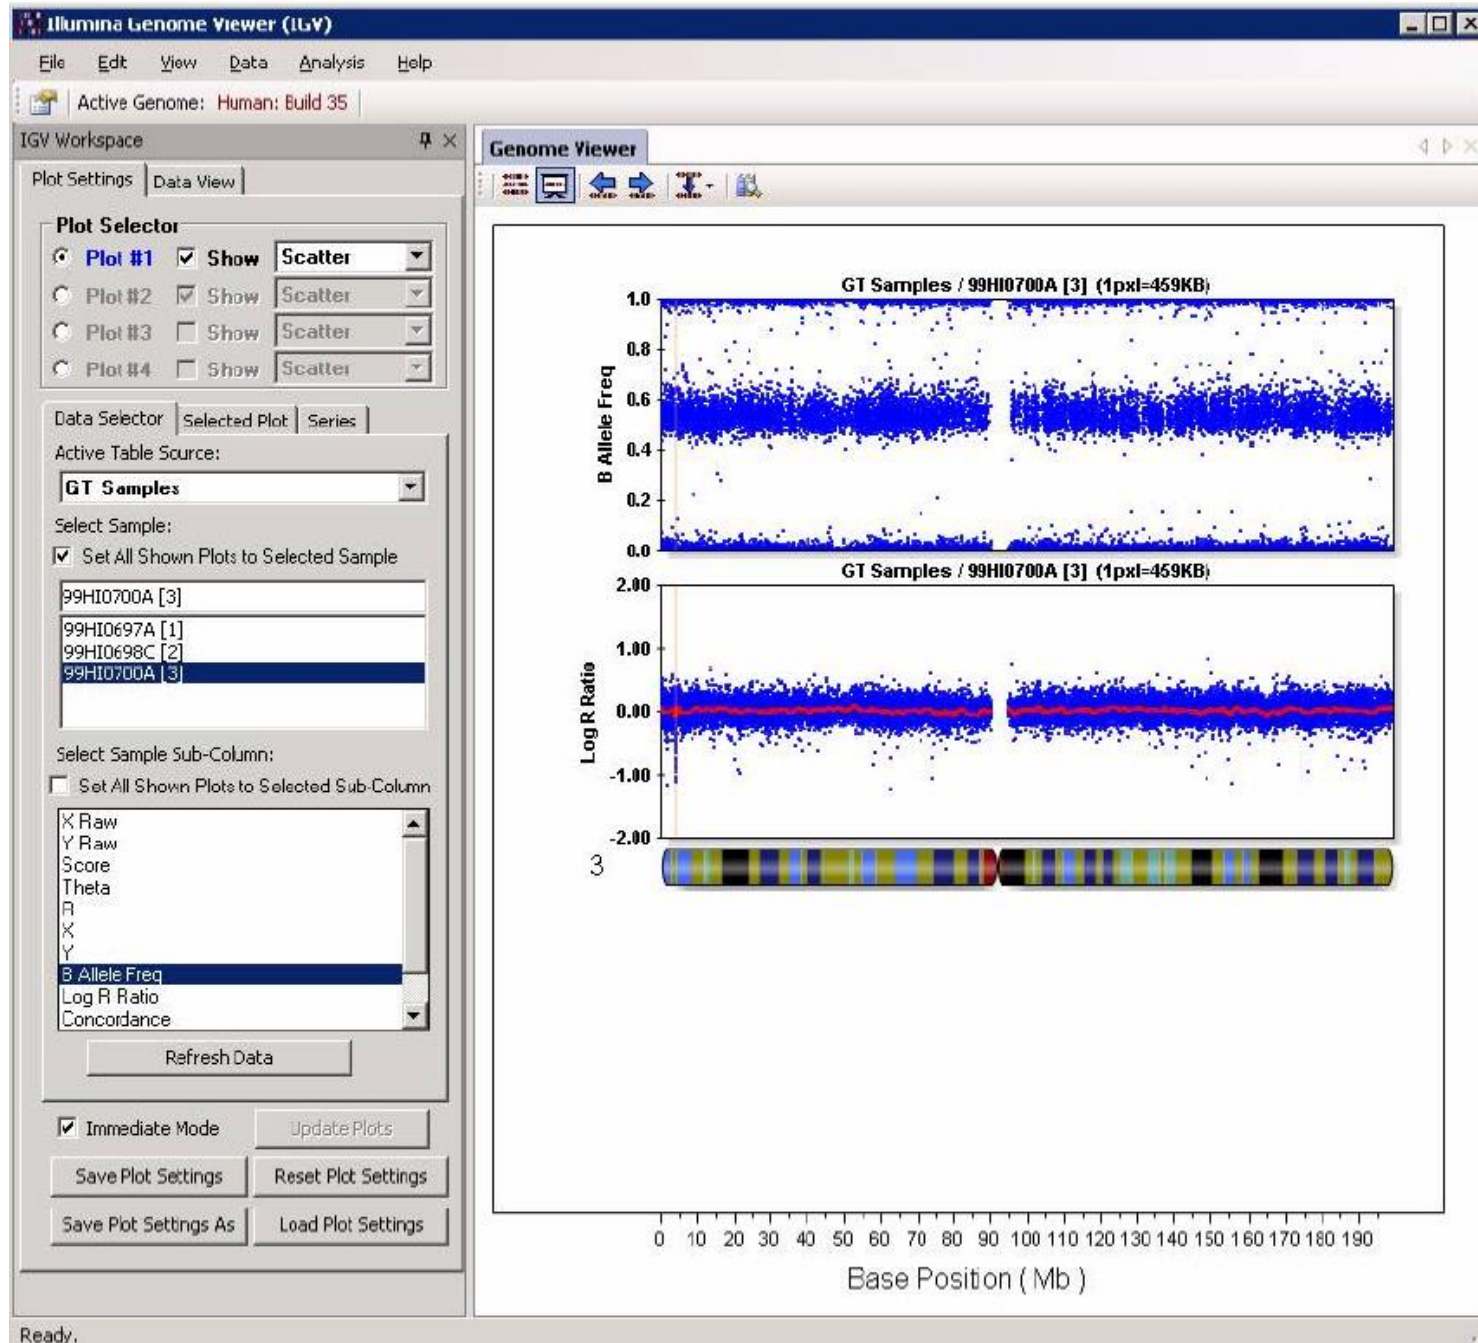 Illumina Genome Viewer (IGV)
File Edit View Data Analysis Help
Active Genome: Human: Build 35
IGV Workspace
Plot Settings Data View
Plot Selector
Plot #1 Show Scatter
Plot #2 Show Scatter
Plot #3 Show Scatter
Plot #4 Show Scatter
Data Selector Selected Plot Series
Active Table Source:
GT Samples
Select Sample:
Set All Shown Plots to Selected Sample
99HI0700A [3]
99HI0697A [1]
99HI0698C [2]
99HI0700A [3]
Select Sample Sub-Column:
Set All Shown Plots to Selected Sub-Column
X Raw
Y Raw
Score
Theta
R
X
Y
B Allele Freq
Log R Ratio
Concordance
Refresh Data
Immediate Mode Update Plots
Save Plot Settings Reset Plot Settings
Save Plot Settings As Load Plot Settings
Ready.
Genome Viewer
GT Samples / 99HI0700A [3] (1pxl=459KB)
B Allele Freq
1.0
0.8
0.6
0.4
0.2
0.0
GT Samples / 99HI0700A [3] (1pxl=459KB)
Log R Ratio
2.00
1.00
0.00
-1.00
-2.00
3
0 10 20 30 40 50 60 70 80 90 100 110 120 130 140 150 160 170 180 190
Base Position ( Mb )